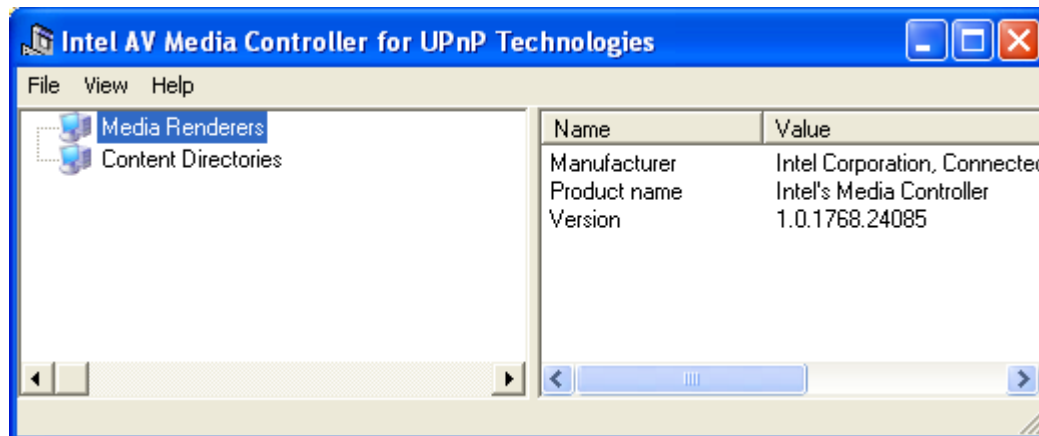 Intel AV Media Controller for UPnP Technologies
File View Help
Media Renderers
Content Directories
Name Value
Manufacturer Intel Corporation, Connected
Product name Intel's Media Controller
Version 1.0.1768.24085